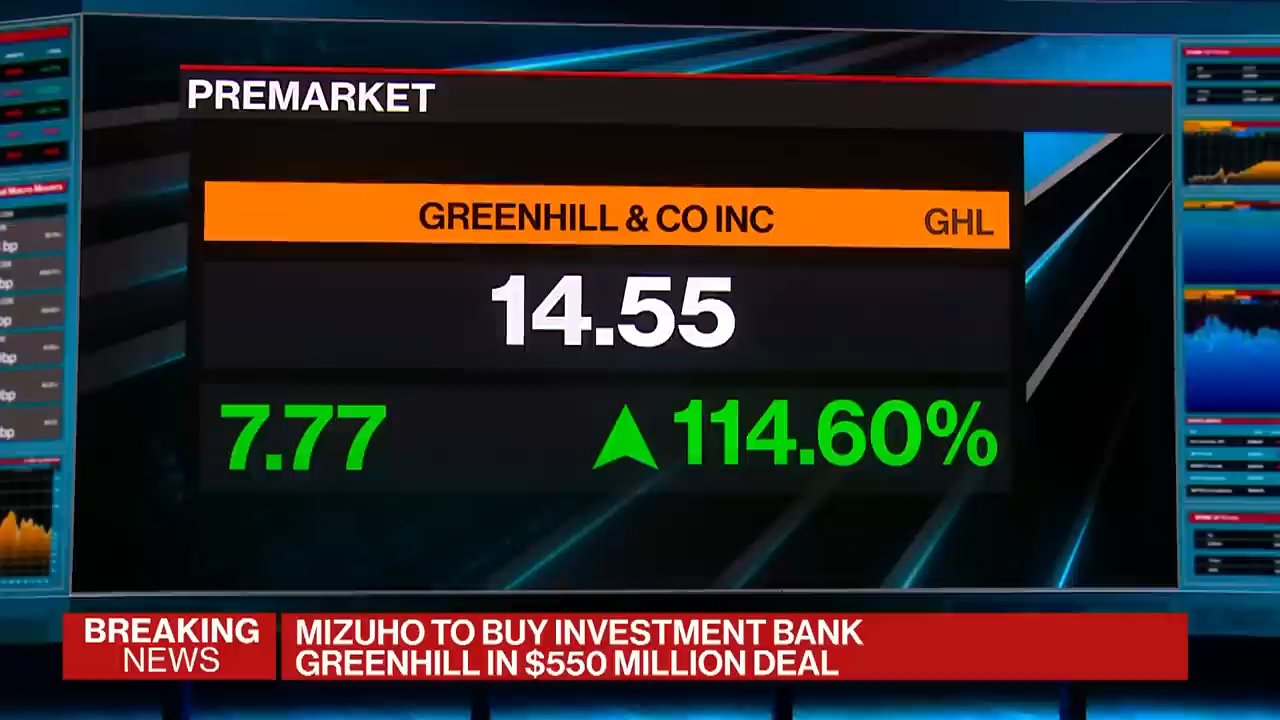 PREMARKET
GREENHILL & CO INC GHL
14.55
7.77 ▲114.60%
BREAKING NEWS
MIZUHO TO BUY INVESTMENT BANK
GREENHILL IN $550 MILLION DEAL